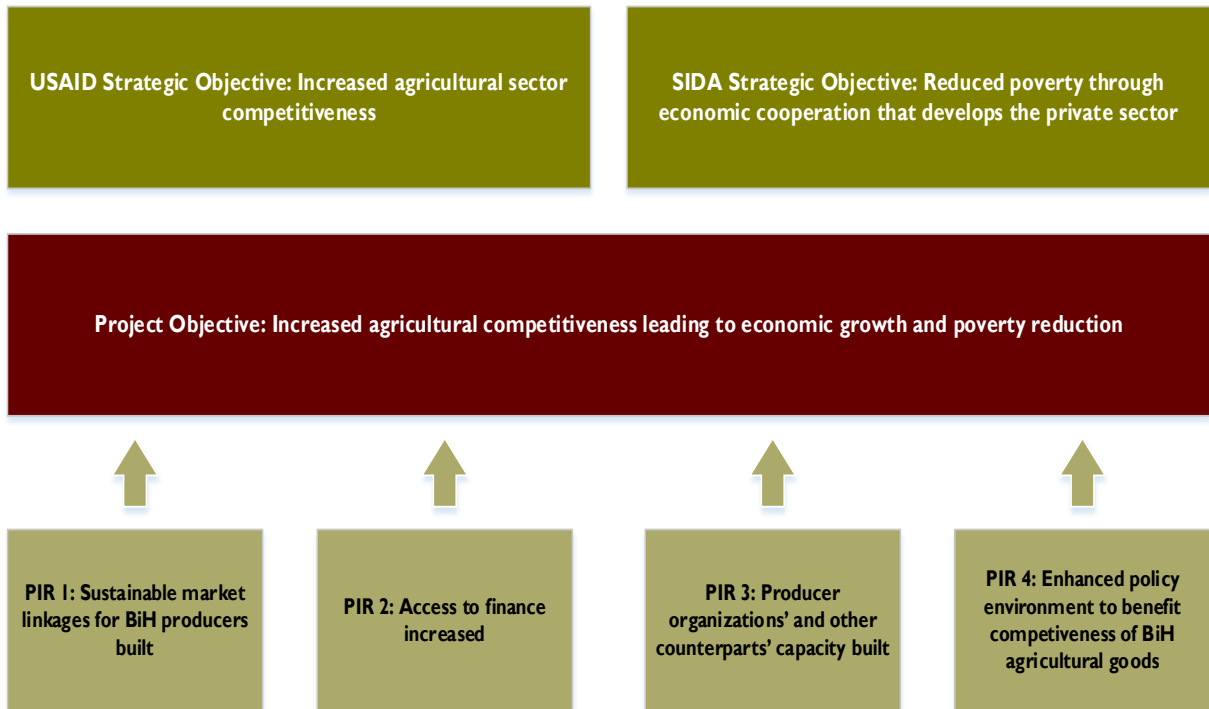 USAID Strategic Objective: Increased agricultural sector
competitiveness
SIDA Strategic Objective: Reduced poverty through
economic cooperation that develops the private sector
Project Objective: Increased agricultural competitiveness leading to economic growth and poverty reduction
PIR 1: Sustainable market
linkages for BiH producers
built
PIR 2: Access to finance
increased
PIR 3: Producer
organizations’ and other
counterparts’ capacity built
PIR 4: Enhanced policy
environment to benefit
competiveness of BiH
agricultural goods